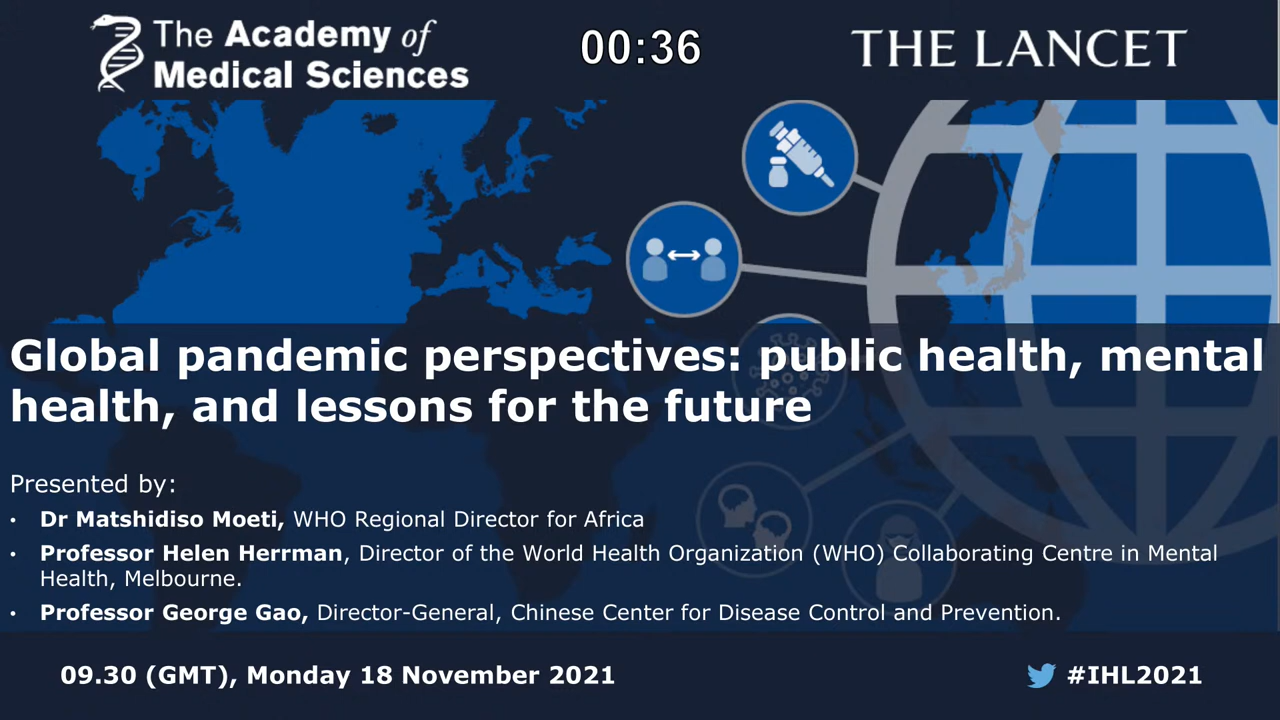 The Academy of
Medical Sciences
00:36
THE LANCET
Global pandemic perspectives: public health, mental
health, and lessons for the future
Presented by:
• Dr Matshidiso Moeti, WHO Regional Director for Africa
• Professor Helen Herrman, Director of the World Health Organization (WHO) Collaborating Centre in Mental
Health, Melbourne.
• Professor George Gao, Director-General, Chinese Center for Disease Control and Prevention.
09.30 (GMT), Monday 18 November 2021
#IHL2021